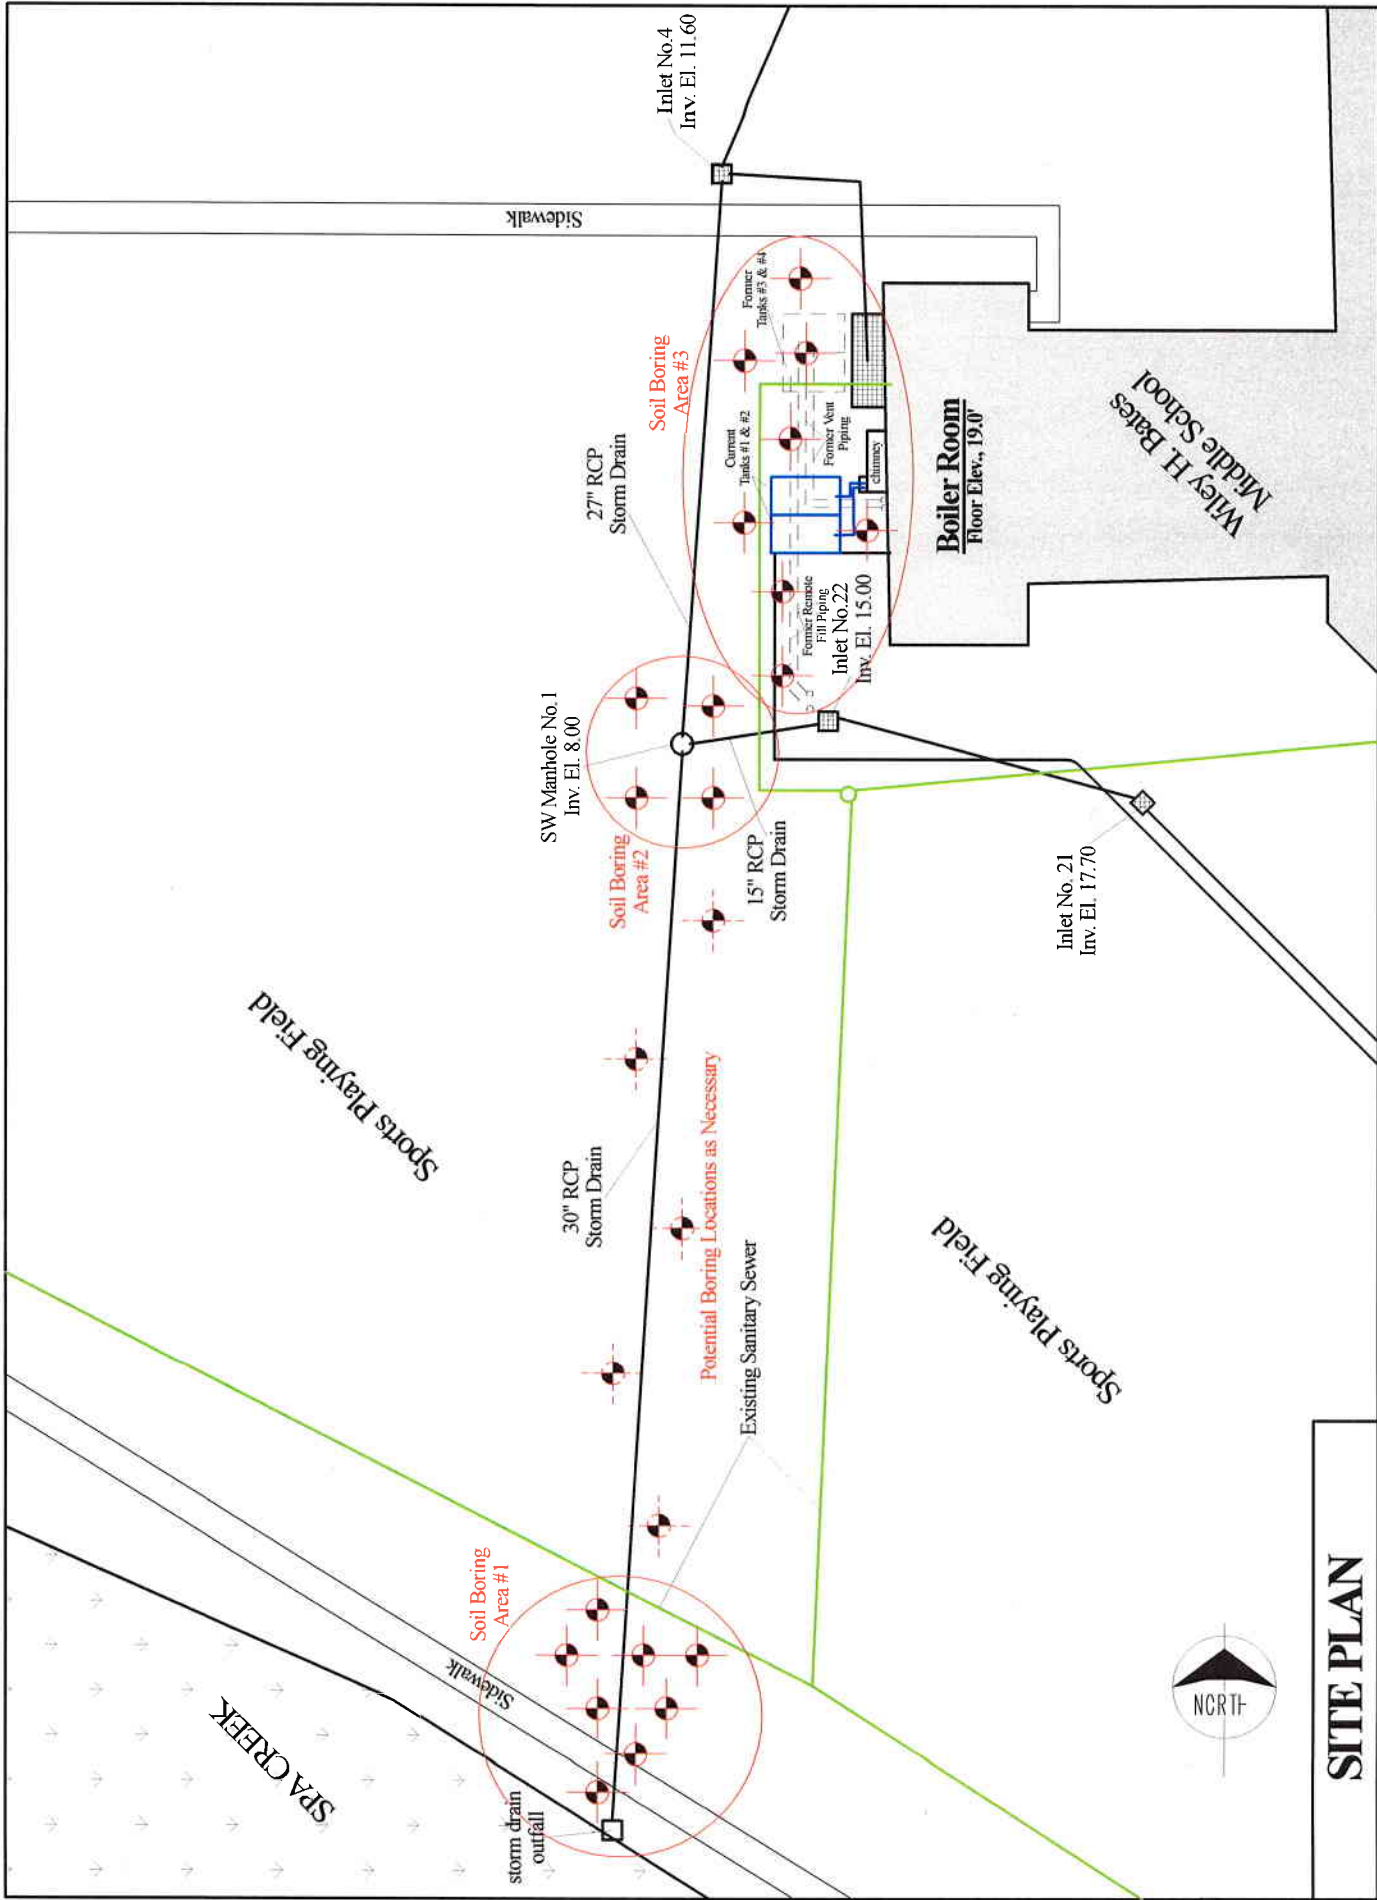 Inlet No.4
Inv. El. 11.60
Sidewalk
27" RCP
Storm Drain
Soil Boring
Area #3
Former
Tanks #3 & #4
Current
Tanks #1 & #2
Former Vent
Piping
chimney
Former Remote
Fill Piping
Inlet No.22
Inv. El. 15.00
Boiler Room
Floor Elev., 19.0'
Wiley H. Bates
Middle School
SW Manhole No.1
Inv. El. 8.00
Soil Boring
Area #2
15" RCP
Storm Drain
Inlet No. 21
Inv. El. 17.70
Sports Playing Field
30" RCP
Storm Drain
Potential Boring Locations as Necessary
Existing Sanitary Sewer
Sports Playing Field
Soil Boring
Area #1
Sidewalk
SPA CREEK
storm drain
outfall
NCRTH
SITE PLAN